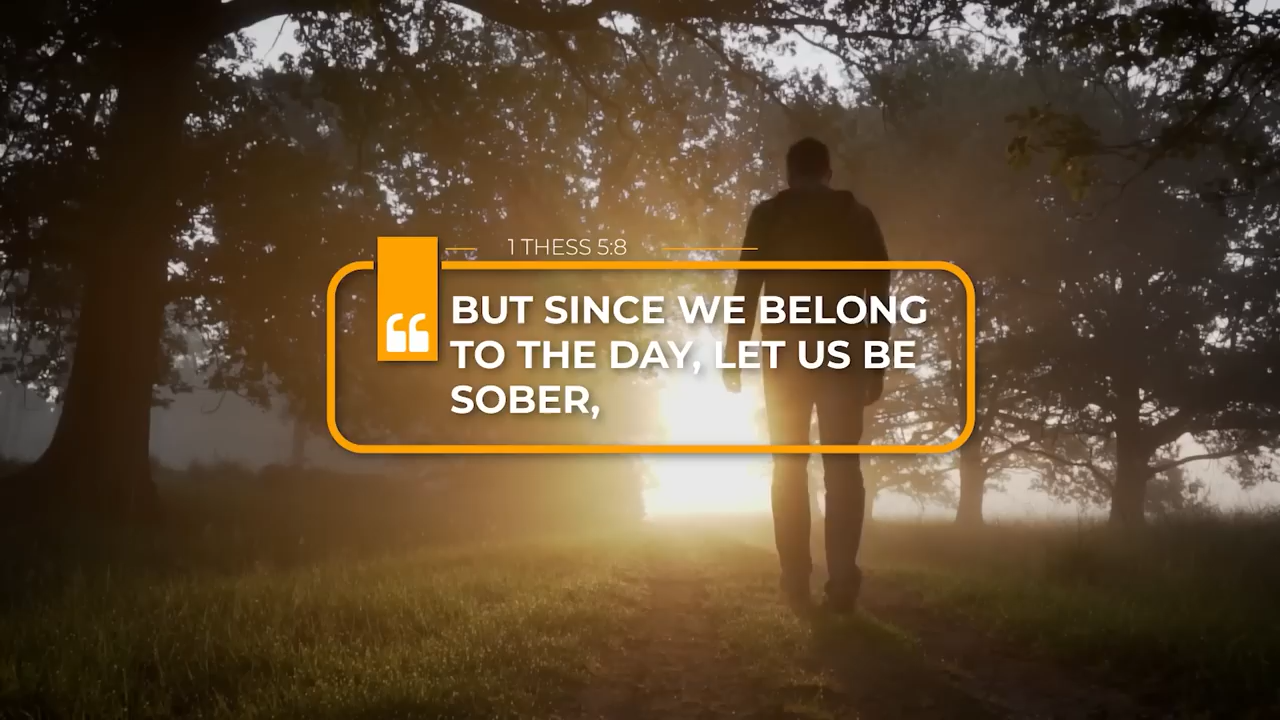 1 THESS 5:8
BUT SINCE WE BELONG
TO THE DAY, LET US BE
SOBER,